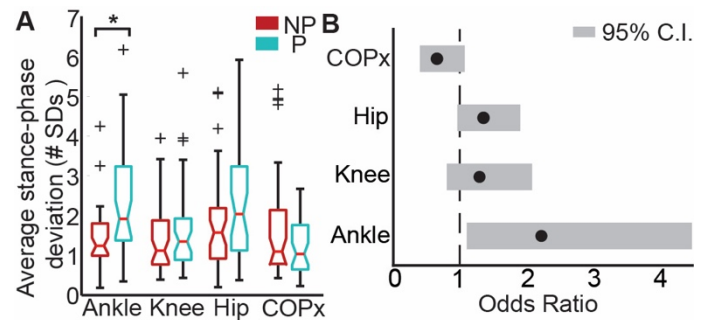 A
7
6
5
4
3
2
1
0
Average stance-phase
deviation (# SDs)
*
NP
P
Ankle Knee Hip COPx
B
95% C.I.
COPx
Hip
Knee
Ankle
0 1 2 3 4
Odds Ratio